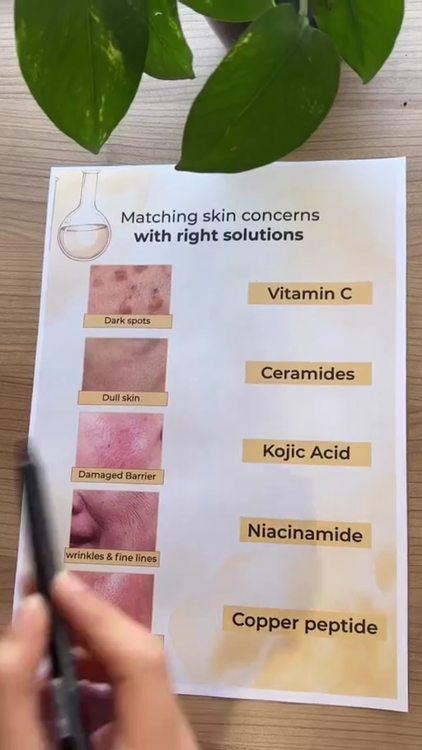 Matching skin concerns
with right solutions
Dark spots
Vitamin C
Dull skin
Ceramides
Damaged Barrier
Kojic Acid
wrinkles & fine lines
Niacinamide
Copper peptide